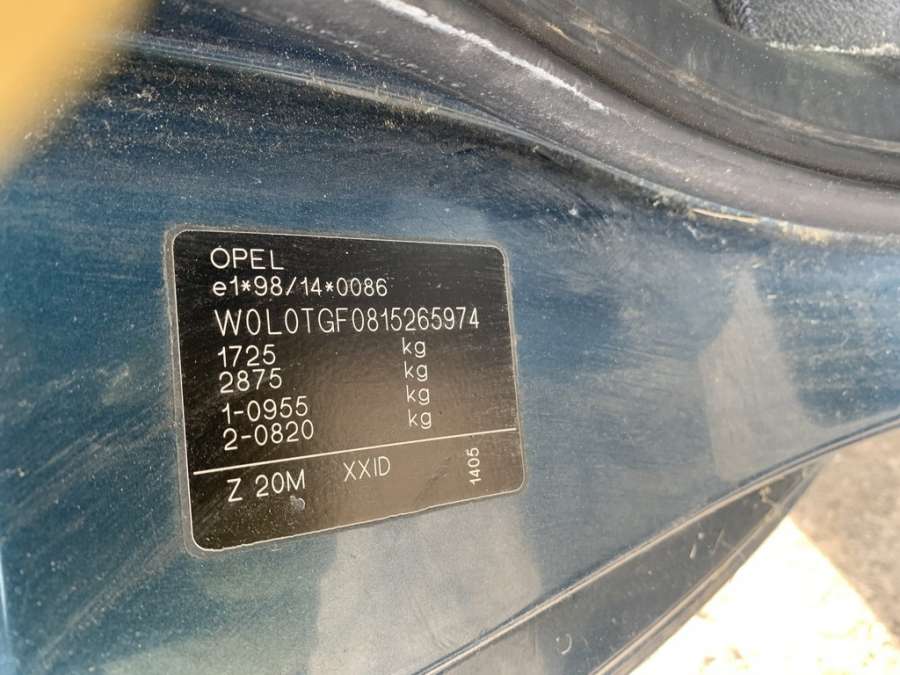 OPEL
e1*98/14*0086
W0L0TGF0815265974
1725 kg
2875 kg
1-0955 kg
2-0820 kg
Z 20M XXID 1405